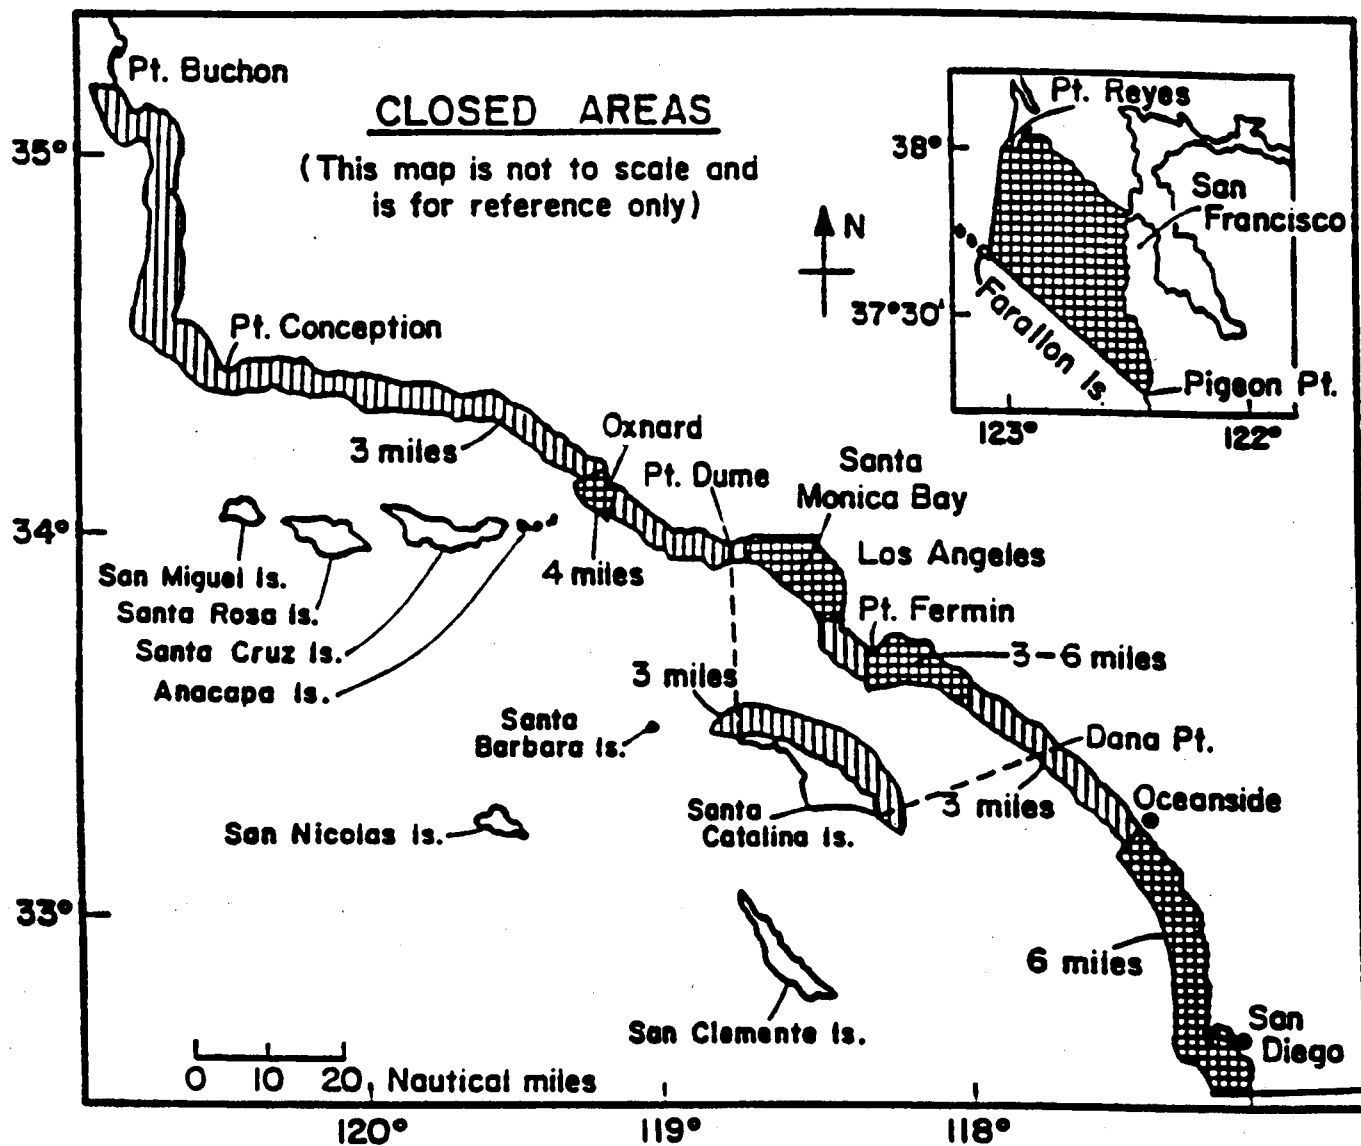 Pt. Buchon
CLOSED AREAS
(This map is not to scale and
is for reference only)
N
35°
34°
33°
Pt. Reyes
38°
San
Francisco
37°30'
Farallon Is.
Pigeon Pt.
123°
122°
Pt. Conception
3 miles
Oxnard
Pt. Dume
Santa
Monica Bay
Los Angeles
4 miles
San Miguel Is.
Santa Rosa Is.
Santa Cruz Is.
Anacapa Is.
Pt. Fermin
3-6 miles
3 miles
Santa
Barbara Is.
Dana Pt.
3 miles
Oceanside
Santa
Catalina Is.
San Nicolas Is.
6 miles
San Clemente Is.
San
Diego
0 10 20 Nautical miles
120°
119°
118°